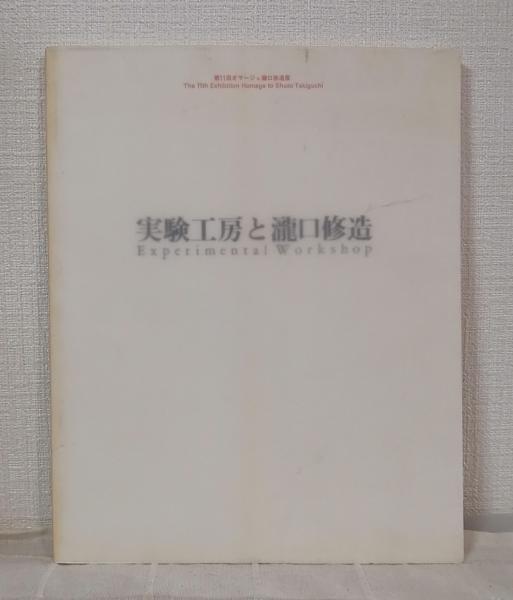 第11回オマージュ瀧口修造展
The 11th Exhibition Homage to Shuzo Takiguchi
実験工房と瀧口修造
Experimental Workshop